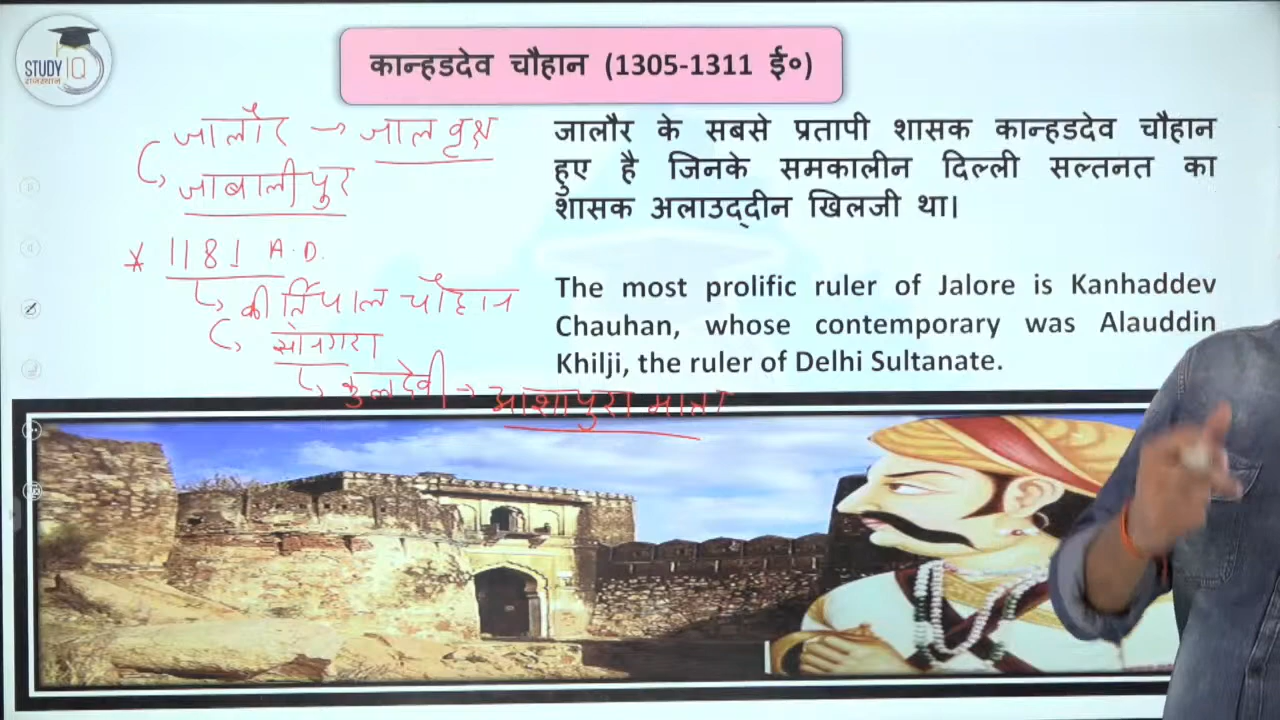 STUDY IQ
राजस्थान
कान्हडदेव चौहान (1305-1311 ई०)
जालौर → जाल वृक्ष
जाबालीपुर
* 1181 A.D.
कीर्तिपाल चौहान
सोनगरा
कुलदेवी → आशापुरा माता
जालौर के सबसे प्रतापी शासक कान्हडदेव चौहान
हुए है जिनके समकालीन दिल्ली सल्तनत का
शासक अलाउद्दीन खिलजी था।
The most prolific ruler of Jalore is Kanhaddev
Chauhan, whose contemporary was Alauddin
Khilji, the ruler of Delhi Sultanate.